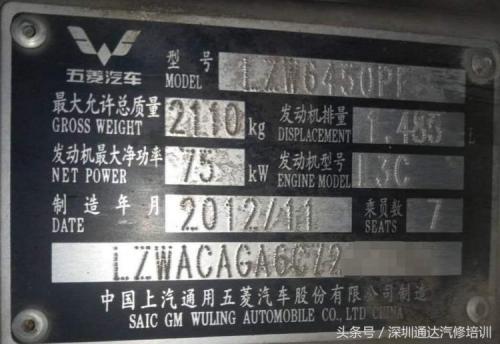 五菱汽车
型号 MODEL LZW6450PF
最大允许总质量 GROSS WEIGHT 2110 kg
发动机排量 DISPLACEMENT 1.485 L
发动机最大净功率 NET POWER 75 kW
发动机型号 ENGINE MODEL L3C
制造年月 DATE 2012/11
乘员数 SEATS 7
LZWACAGA6C72
中国上汽通用五菱汽车股份有限公司制造
SAIC GM WULING AUTOMOBILE CO., LTD CHINA
头条号／深圳通达汽修培训